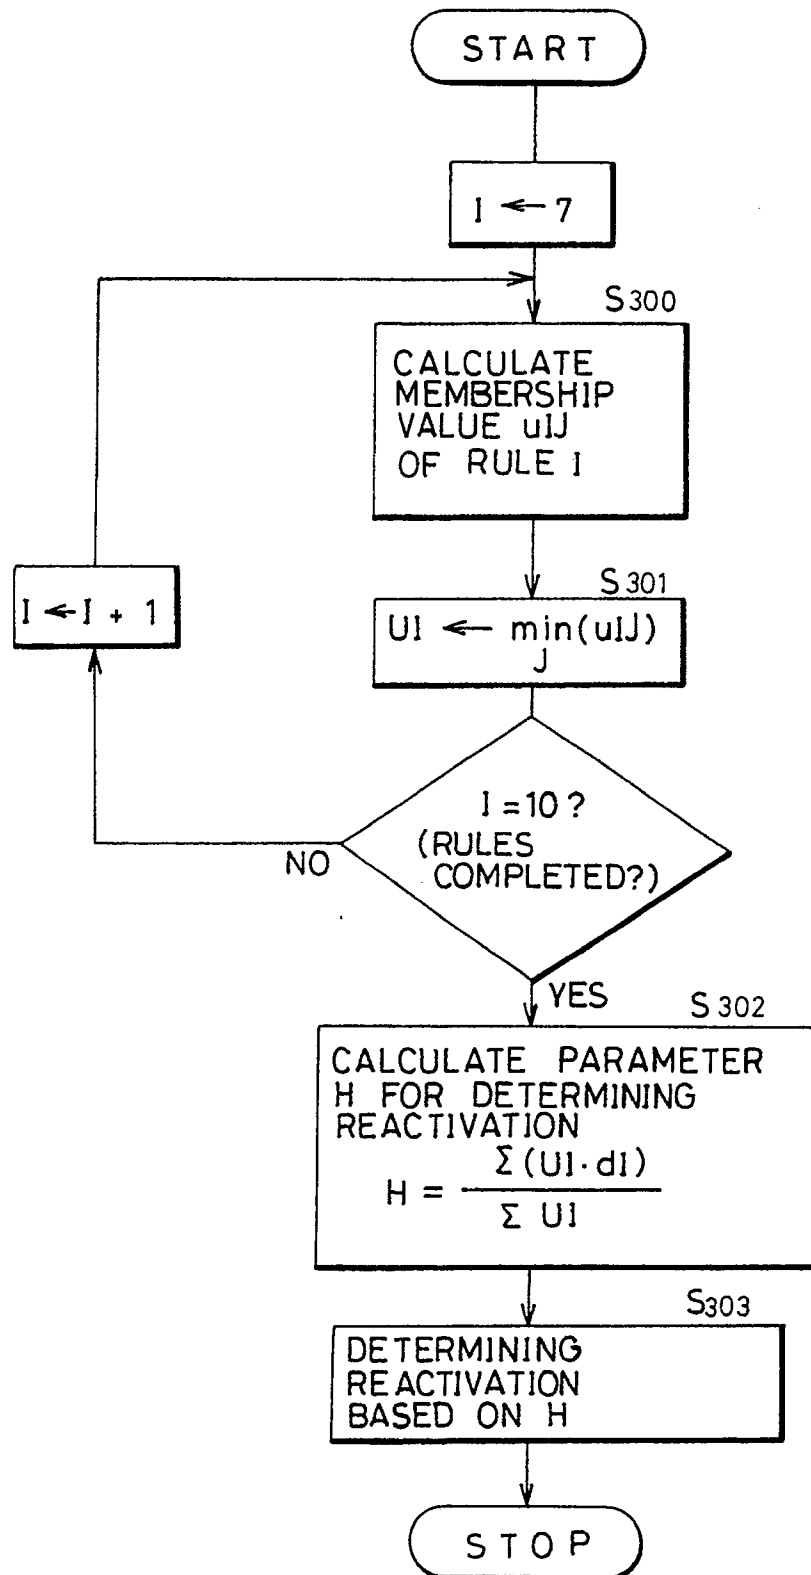 START
I ← 7
S300
CALCULATE
MEMBERSHIP
VALUE uIJ
OF RULE I
I ← I + 1
S301
UI ← min(uIJ)
J
I = 10 ?
(RULES
COMPLETED?)
NO
YES
S302
CALCULATE PARAMETER
H FOR DETERMINING
REACTIVATION
H = Σ (UI · dI)
Σ UI
S303
DETERMINING
REACTIVATION
BASED ON H
STOP